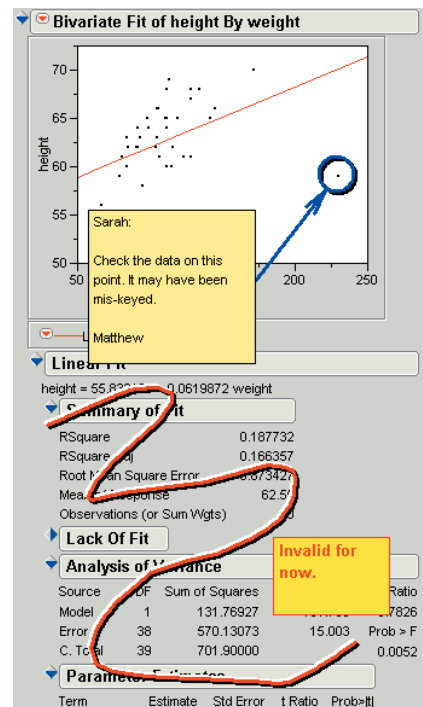 Bivariate Fit of height By weight
70
65
60
55
50
height
50
200
250
Sarah:
Check the data on this
point. It may have been
mis-keyed.
Matthew
Linear Fit
height = 0.0619872 weight
Summary of Fit
RSquare 0.187732
RSquare 0.166357
Root Mean Square Error
Observations (or Sum Wgts)
Lack Of Fit
Invalid for
now.
Analysis of Variance
Source DF Sum of Squares Ratio
Model 1 131.76927
Error 38 570.13073 15.003 Prob > F
C. Total 39 701.90000 0.0052
Parameter Estimates
Term Estimate Std Error t Ratio Prob>|t|